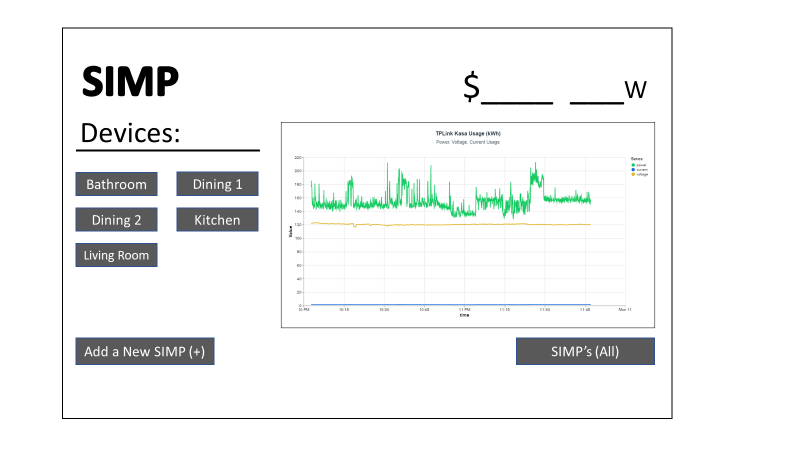 SIMP
$____ ___w
Devices:
Bathroom
Dining 1
Dining 2
Kitchen
Living Room
TPLink Kasa Usage (kWh)
Power, Voltage, Current Usage
Series
power
current
voltage
Value
220
200
180
160
140
120
100
80
60
40
20
0
10 PM 10:15 10:30 10:45 11 PM 11:15 11:30 11:45 Mon 11
time
Add a New SIMP (+)
SIMP's (All)